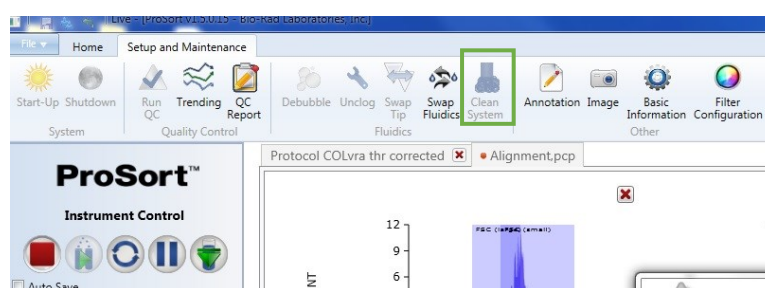 Live - [ProSort v1.5.0.15 - Bio-Rad Laboratories, Inc.]
File Home Setup and Maintenance
Start-Up Shutdown Run QC Trending QC Report Debubble Unclog Swap Tip Swap Fluidics Clean System Annotation Image Basic Information Filter Configuration
System Quality Control Fluidics Other
Protocol COLvra thr corrected Alignment.pcp
ProSort™
Instrument Control
12
9
6
Auto Save